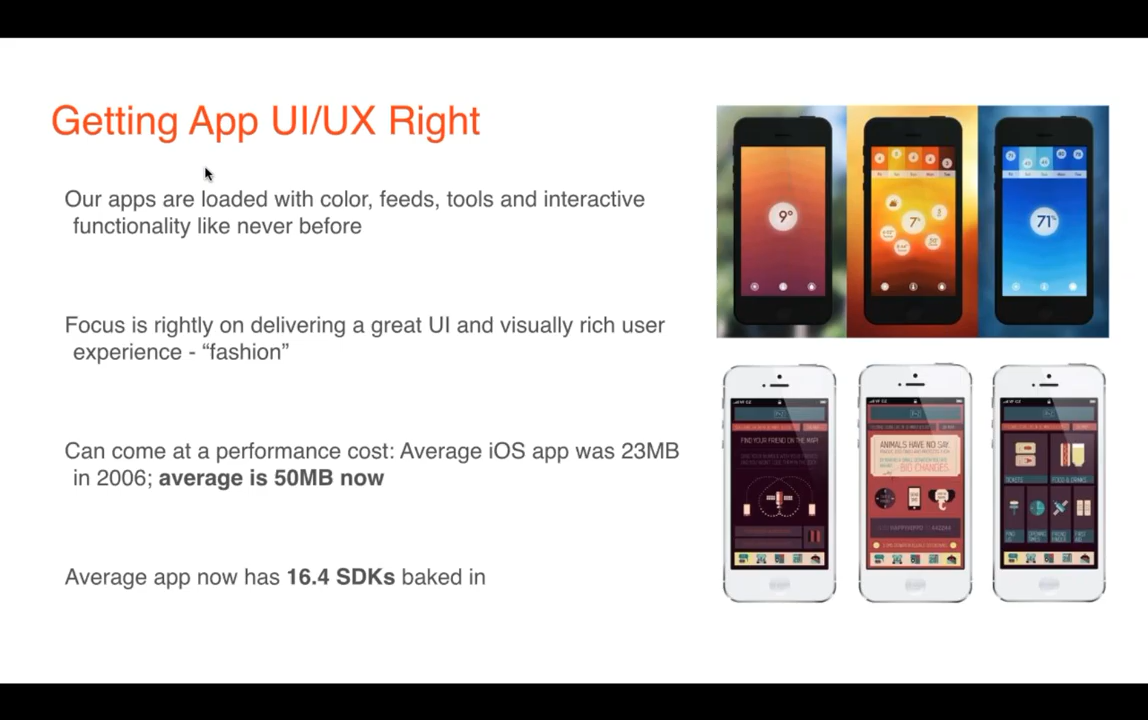 Getting App UI/UX Right
Our apps are loaded with color, feeds, tools and interactive
functionality like never before
Focus is rightly on delivering a great UI and visually rich user
experience - “fashion”
Can come at a performance cost: Average iOS app was 23MB
in 2006; average is 50MB now
Average app now has 16.4 SDKs baked in
9°
7°
71°
FIND YOUR FRIEND ON THE MAP!
ANIMALS HAVE NO SAY.
BIG CHANGES.
TICKETS
FOOD & DRINKS